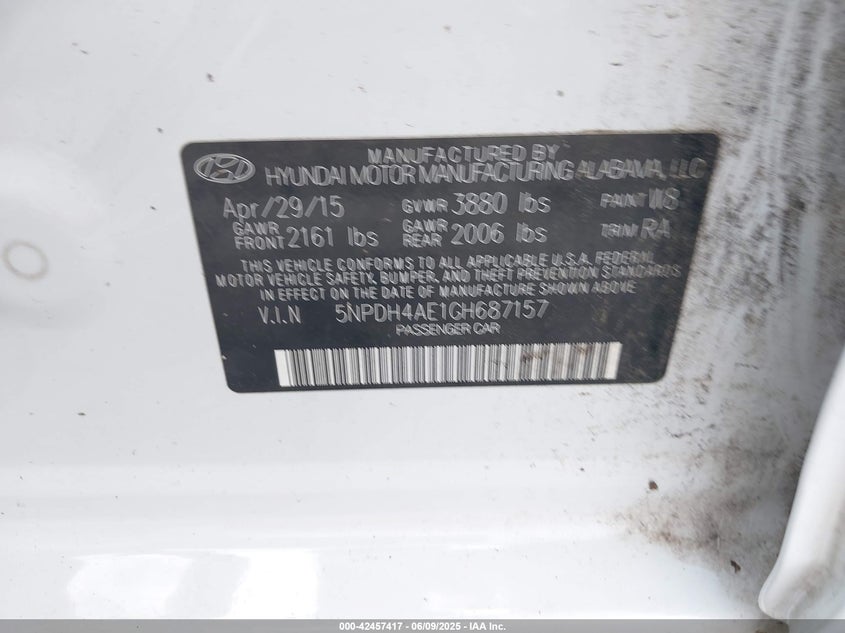 MANUFACTURED BY
HYUNDAI MOTOR MANUFACTURING ALABAMA, LLC
Apr/29/15 GVWR 3880 lbs PAINT W8
GAWR FRONT 2161 lbs GAWR REAR 2006 lbs TRIM RA
THIS VEHICLE CONFORMS TO ALL APPLICABLE U.S.A. FEDERAL
MOTOR VEHICLE SAFETY, BUMPER, AND THEFT PREVENTION STANDARDS
IN EFFECT ON THE DATE OF MANUFACTURE SHOWN ABOVE.
V.I.N 5NPDH4AE1GH687157
PASSENGER CAR
000-42457417 - 06/09/2025 - IAA Inc.